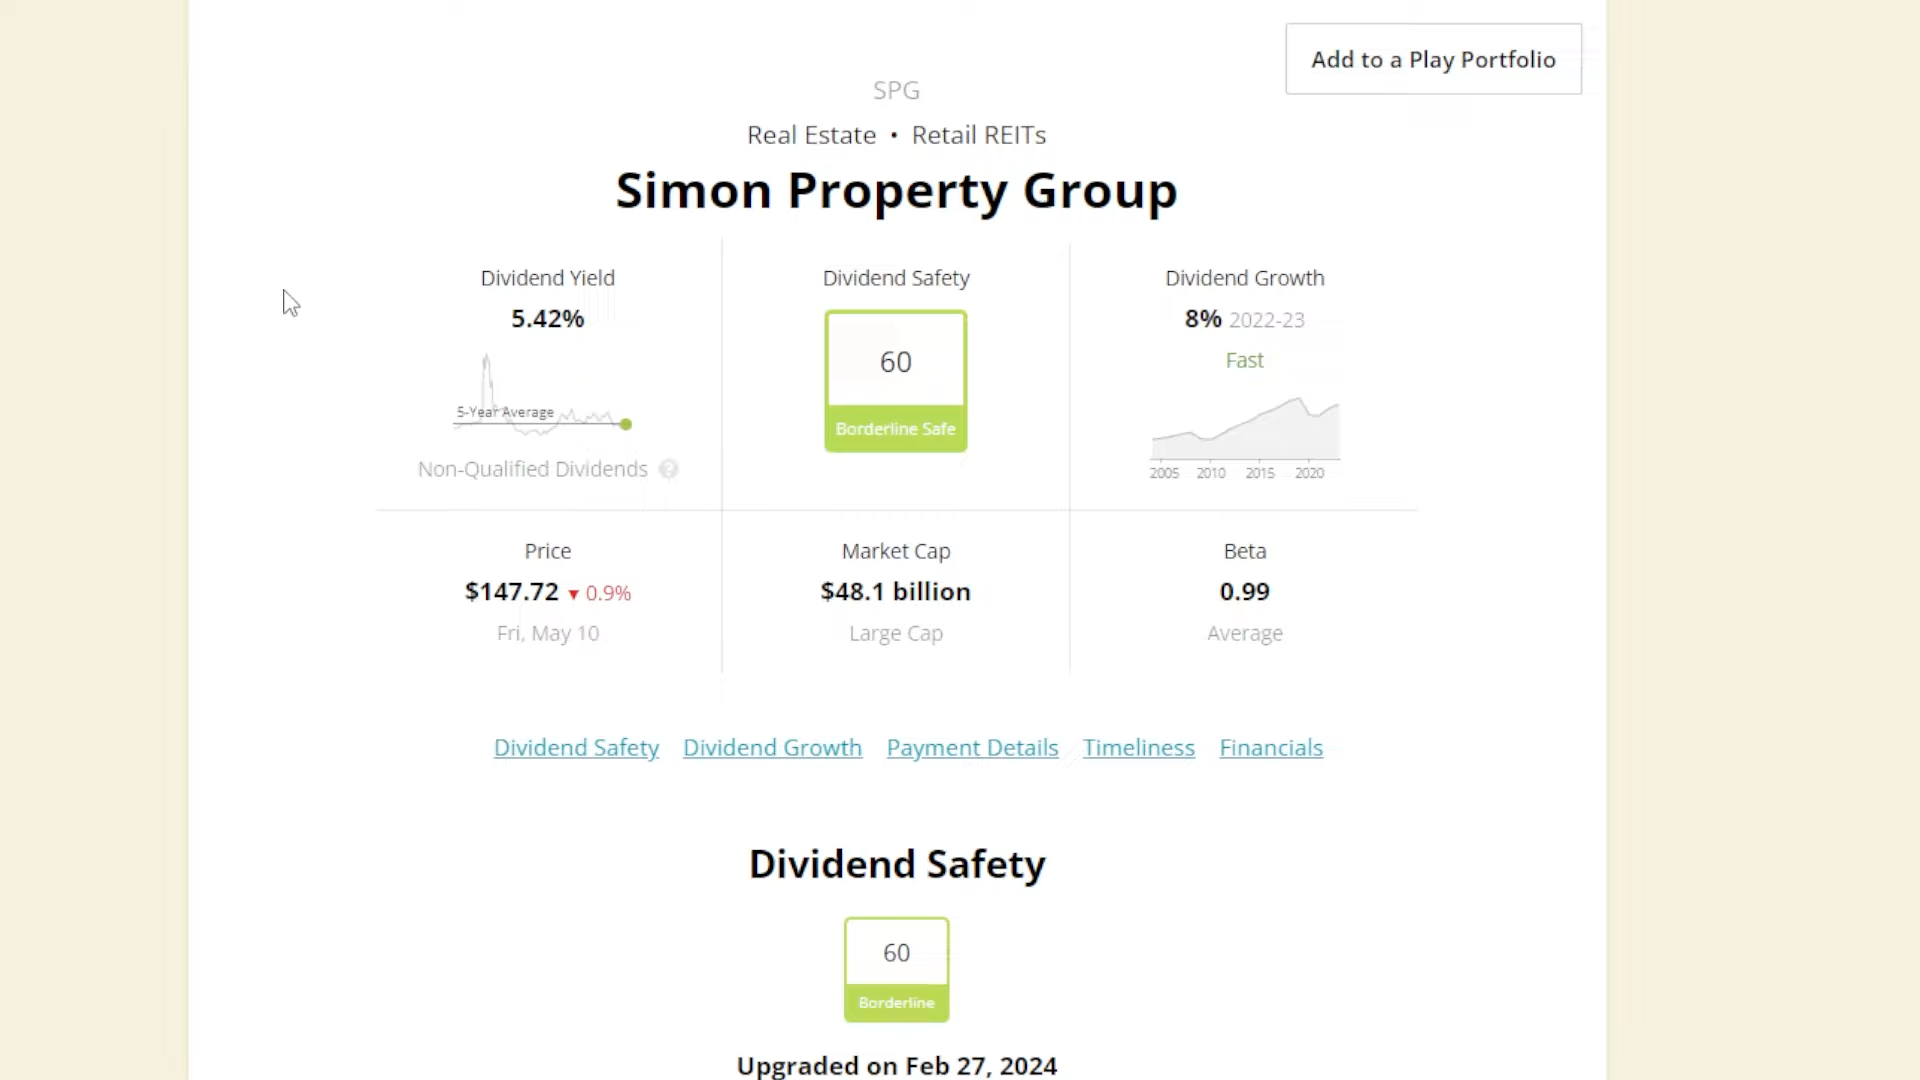 Add to a Play Portfolio
SPG
Real Estate • Retail REITs
Simon Property Group
Dividend Yield
5.42%
5-Year Average
Non-Qualified Dividends ?
Dividend Safety
60
Borderline Safe
Dividend Growth
8% 2022-23
Fast
2005 2010 2015 2020
Price
$147.72 ▼ 0.9%
Fri, May 10
Market Cap
$48.1 billion
Large Cap
Beta
0.99
Average
Dividend Safety Dividend Growth Payment Details Timeliness Financials
Dividend Safety
60
Borderline
Upgraded on Feb 27, 2024